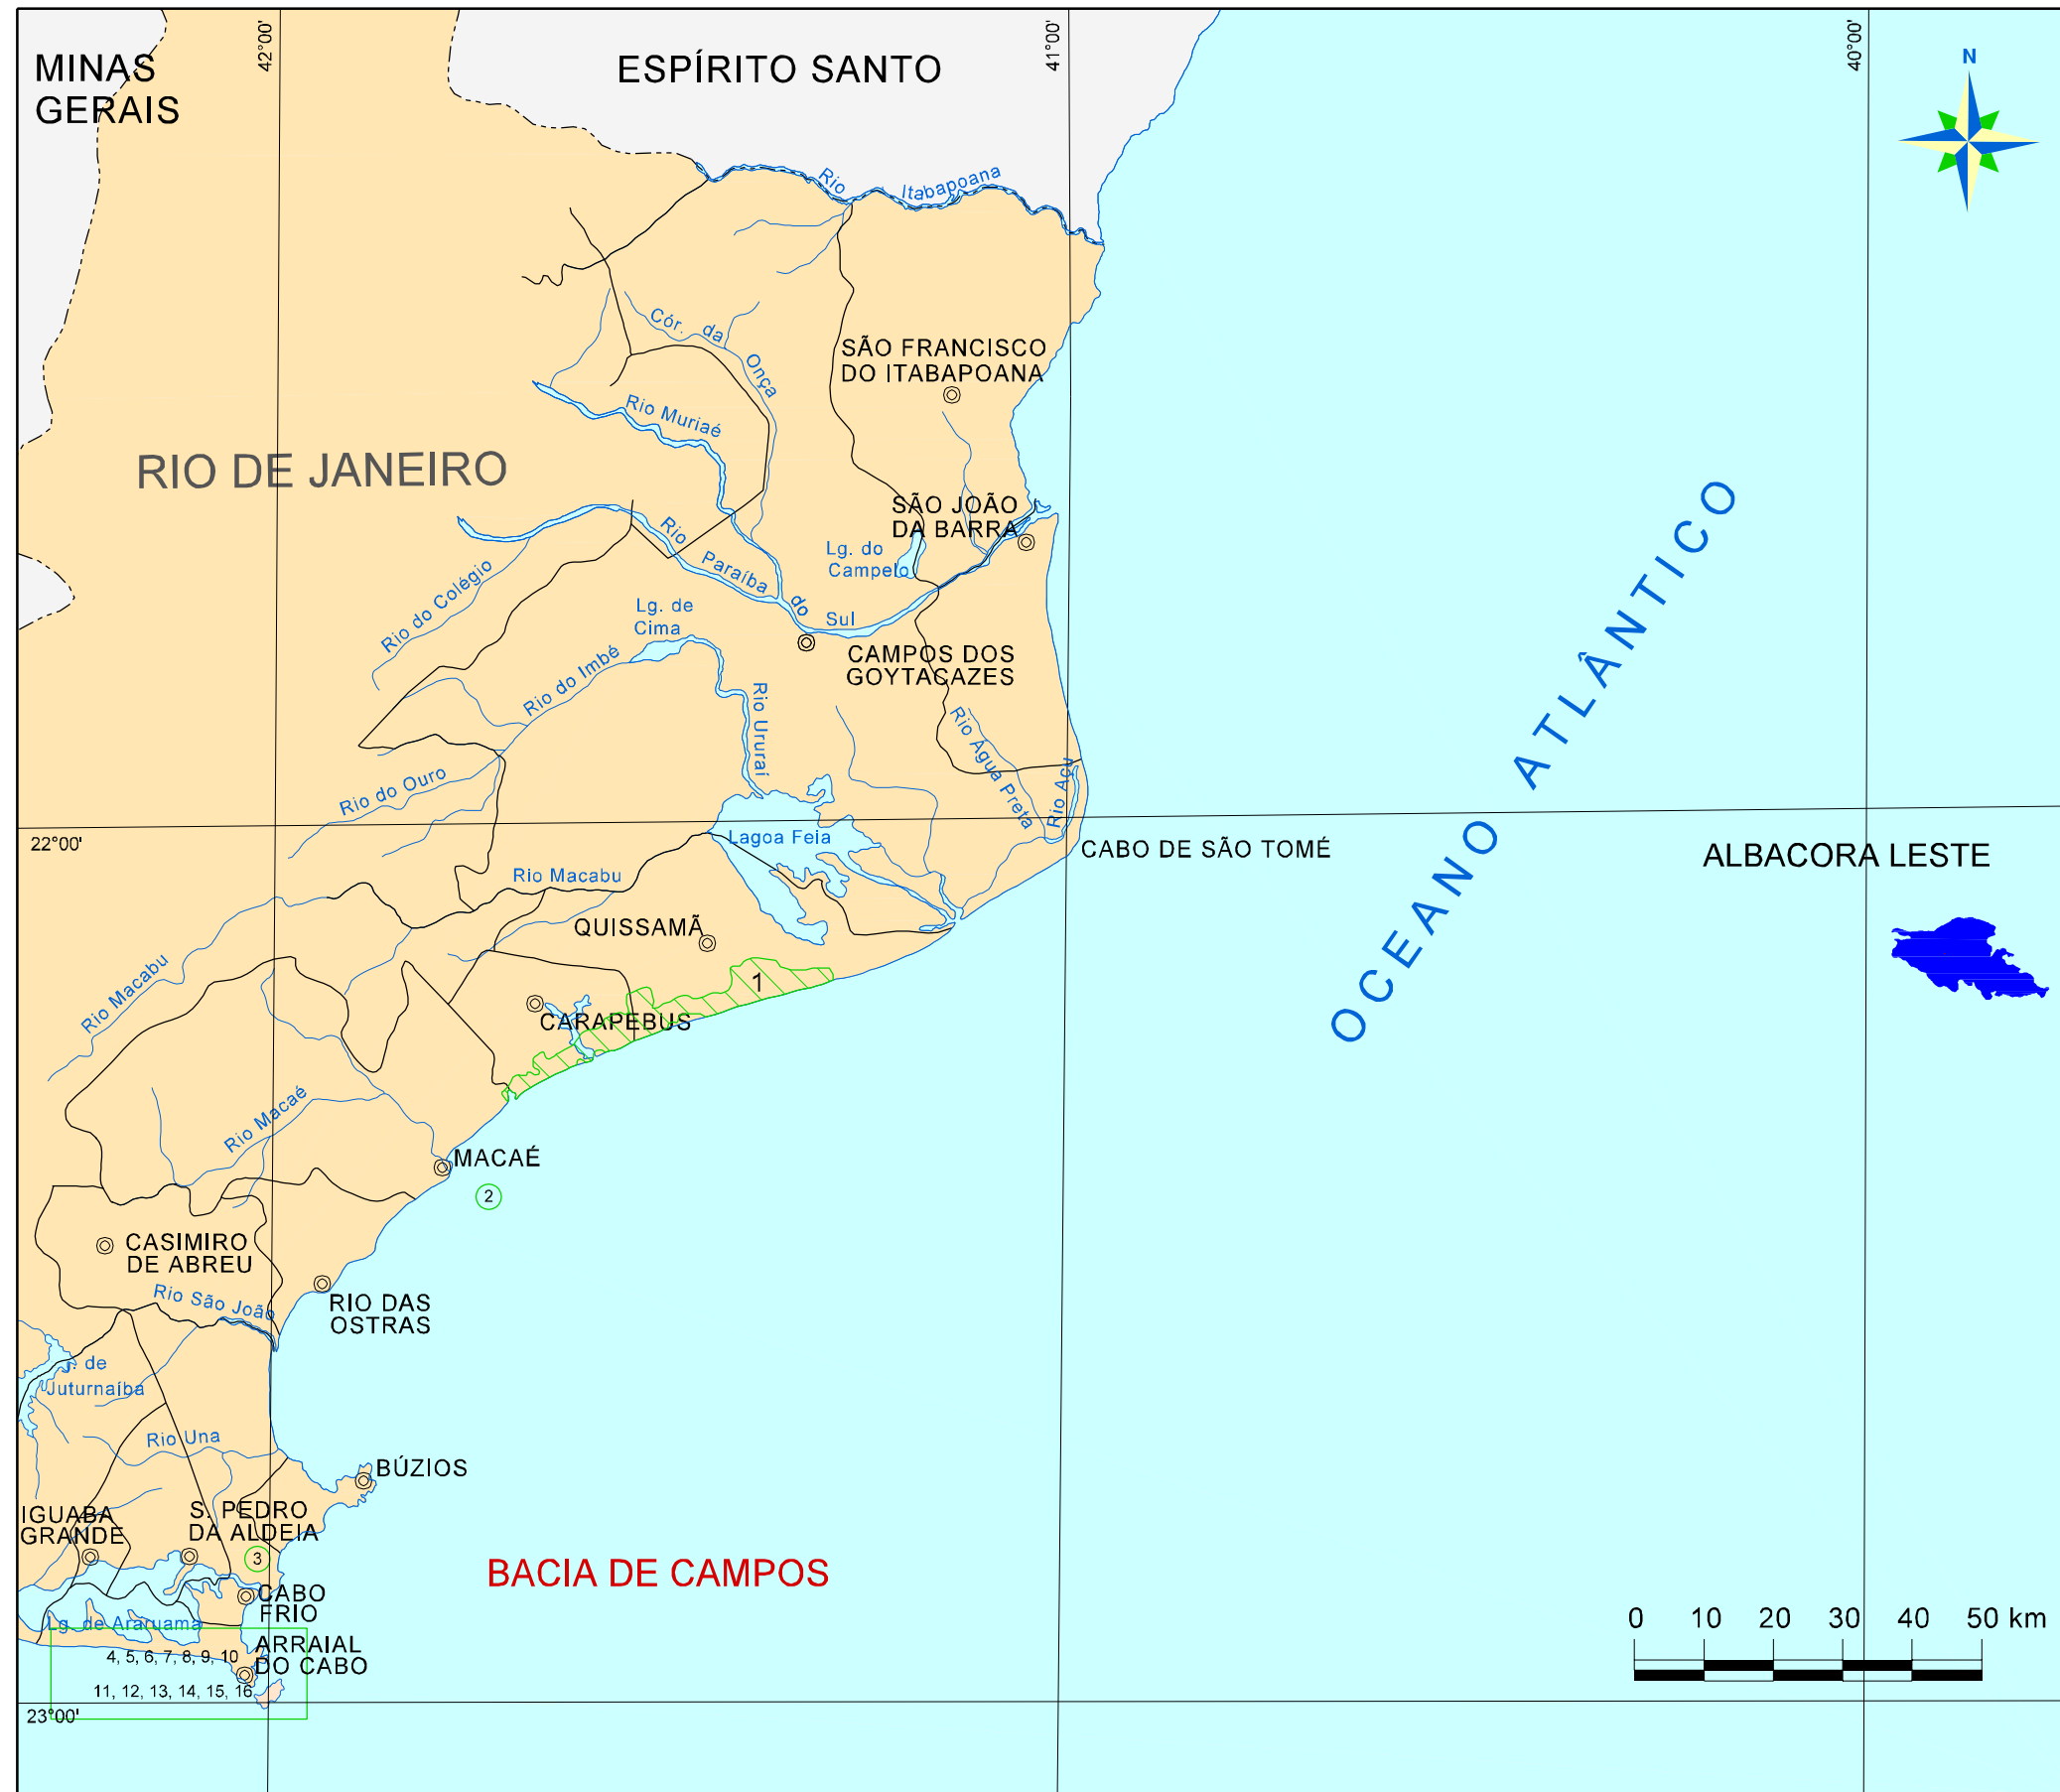 42°00'
41°00'
40°00'
MINAS
GERAIS
ESPÍRITO SANTO
N
Rio Itabapoana
Cór. da Onça
SÃO FRANCISCO
DO ITABAPOANA
Rio Muriaé
RIO DE JANEIRO
SÃO JOÃO
DA BARRA
Rio Paraíba do Sul
Lg. do
Campelo
Rio do Colégio
Lg. de
Cima
CAMPOS DOS
GOYTACAZES
Rio do Imbé
Rio Ururaí
Rio Água Preta
Rio Açu
OCEANO ATLÂNTICO
Rio do Ouro
22°00'
Lagoa Feia
CABO DE SÃO TOMÉ
ALBACORA LESTE
Rio Macabu
QUISSAMÃ
1
Rio Macabu
CARAPEBUS
Rio Macaé
MACAÉ
2
CASIMIRO
DE ABREU
Rio São João
RIO DAS
OSTRAS
g. de
Juturnaíba
Rio Una
BÚZIOS
IGUABA
GRANDE
S. PEDRO
DA ALDEIA
3
BACIA DE CAMPOS
CABO
FRIO
Lg. de Araruama
ARRAIAL
DO CABO
4, 5, 6, 7, 8, 9, 10
11, 12, 13, 14, 15, 16
0 10 20 30 40 50 km
23°00'